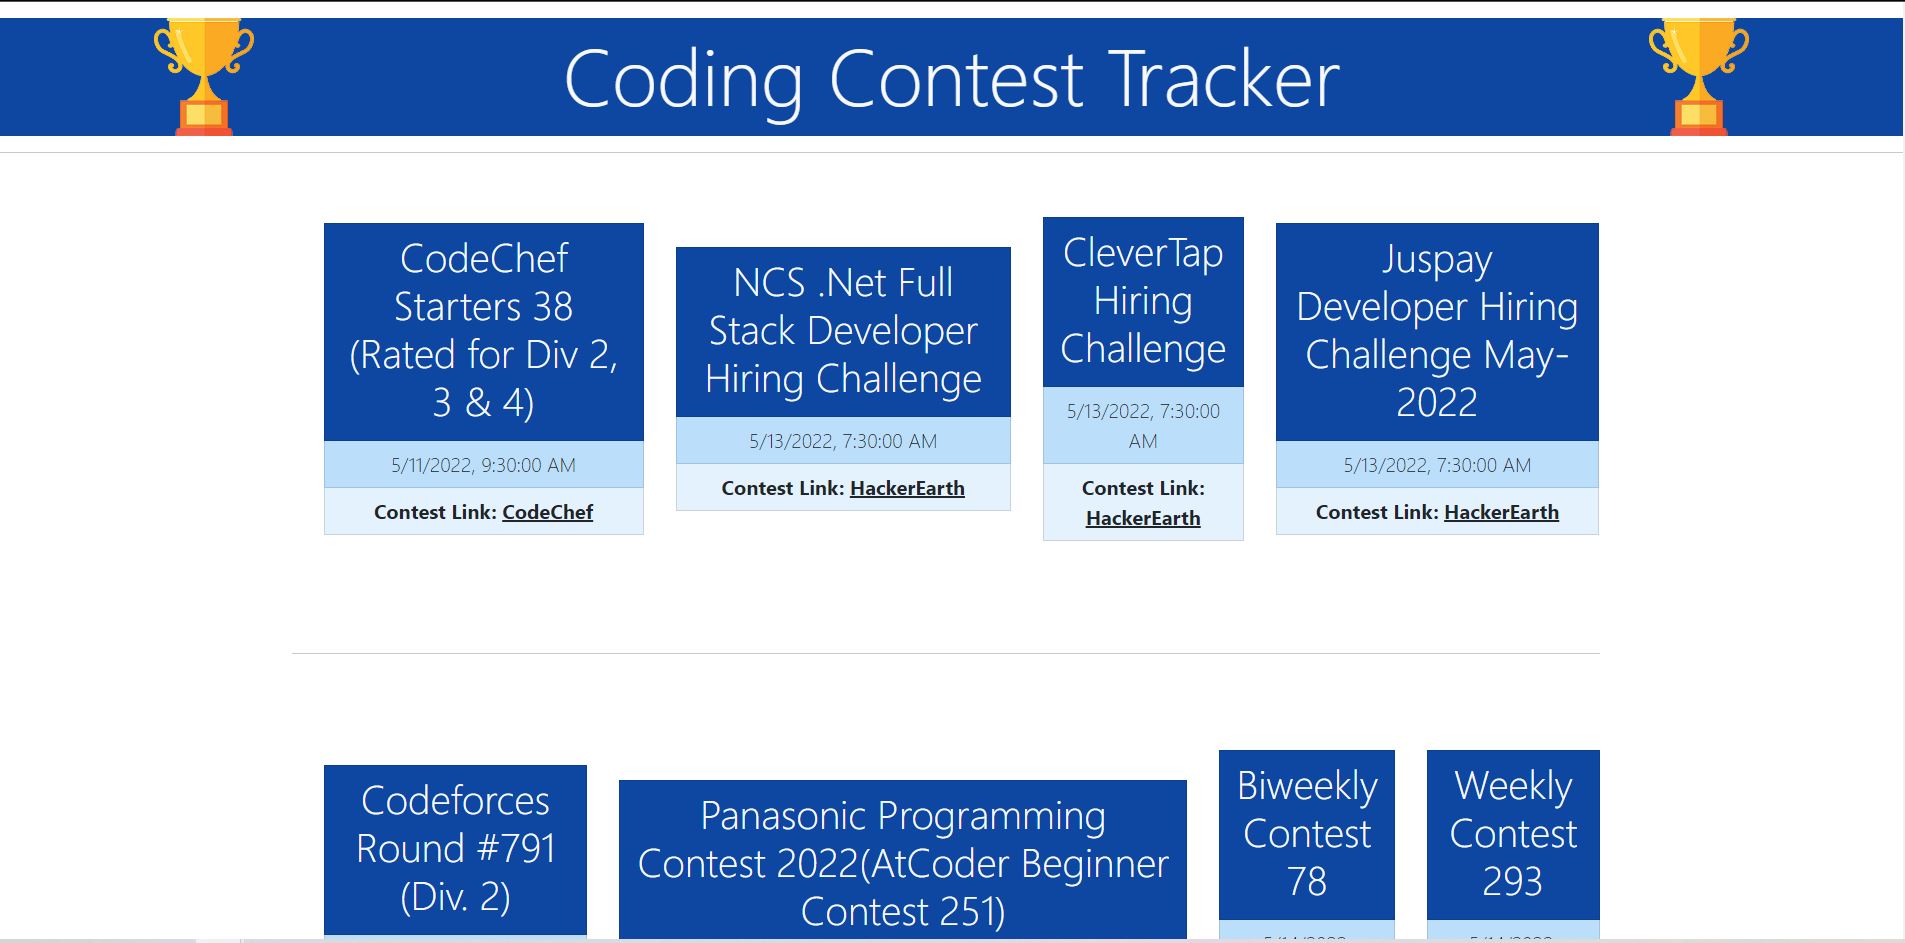 Coding Contest Tracker
CodeChef
Starters 38
(Rated for Div 2,
3 & 4)
5/11/2022, 9:30:00 AM
Contest Link: CodeChef
NCS .Net Full
Stack Developer
Hiring Challenge
5/13/2022, 7:30:00 AM
Contest Link: HackerEarth
CleverTap
Hiring
Challenge
5/13/2022, 7:30:00
AM
Contest Link:
HackerEarth
Juspay
Developer Hiring
Challenge May-
2022
5/13/2022, 7:30:00 AM
Contest Link: HackerEarth
Codeforces
Round #791
(Div. 2)
Panasonic Programming
Contest 2022(AtCoder Beginner
Contest 251)
Biweekly
Contest
78
Weekly
Contest
293